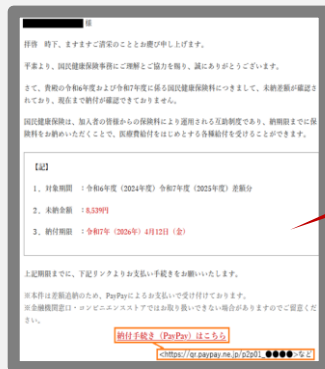 様
拝啓 時下、ますますご清栄のこととお慶び申し上げます。
平素より、国民健康保険事務にご理解とご協力を賜り、誠にありがとうございます。
さて、貴殿の令和6年度および令和7年度に係る国民健康保険料につきまして、未納差額が確認さ
れており、現在まで納付が確認できておりません。
国民健康保険は、加入者の皆様からの保険料により運用される互助制度であり、納期限までに保
険料をお納めいただくことで、医療費給付をはじめとする各種給付を受けることができます。
【記】
1. 対象期間 ：令和6年度（2024年度）令和7年度（2025年度）差額分
2. 未納金額 ：8,539円
3. 納付期限 ：令和7年（2026年）4月12日（金）
上記期限までに、下記リンクよりお支払い手続きをお願いいたします。
※本件は差額追納のため、PayPayによるお支払いで受け付けております。
※金融機関窓口・コンビニエンスストアではお取り扱いできない場合がありますのでご留意くだ
さい。
納付手続き（PayPay）はこちら
<https://qr.paypay.ne.jp/p2p01_●●●●>など